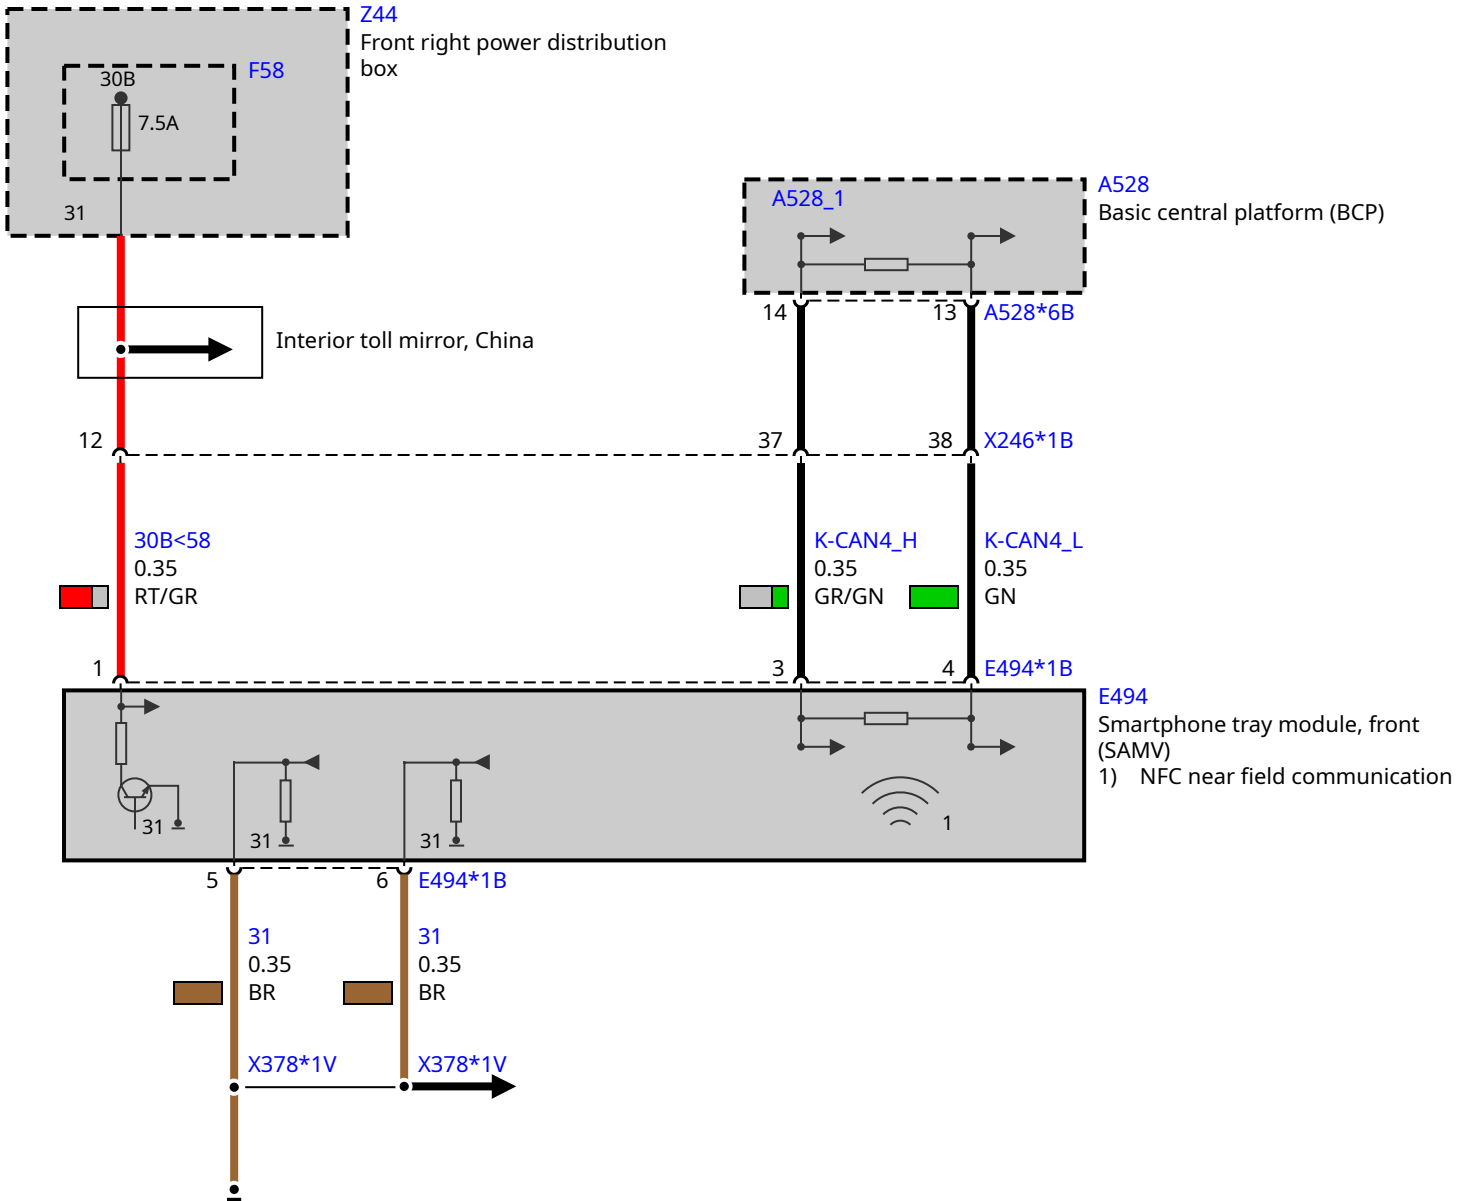 Z44
Front right power distribution
box
F58
30B
7.5A
31
A528
Basic central platform (BCP)
A528_1
14
13
A528*6B
Interior toll mirror, China
12
37
38
X246*1B
30B<58
0.35
RT/GR
K-CAN4_H
0.35
GR/GN
K-CAN4_L
0.35
GN
1
3
4
E494*1B
E494
Smartphone tray module, front
(SAMV)
1) NFC near field communication
31
31
31
1
5
6
E494*1B
31
0.35
BR
31
0.35
BR
X378*1V
X378*1V